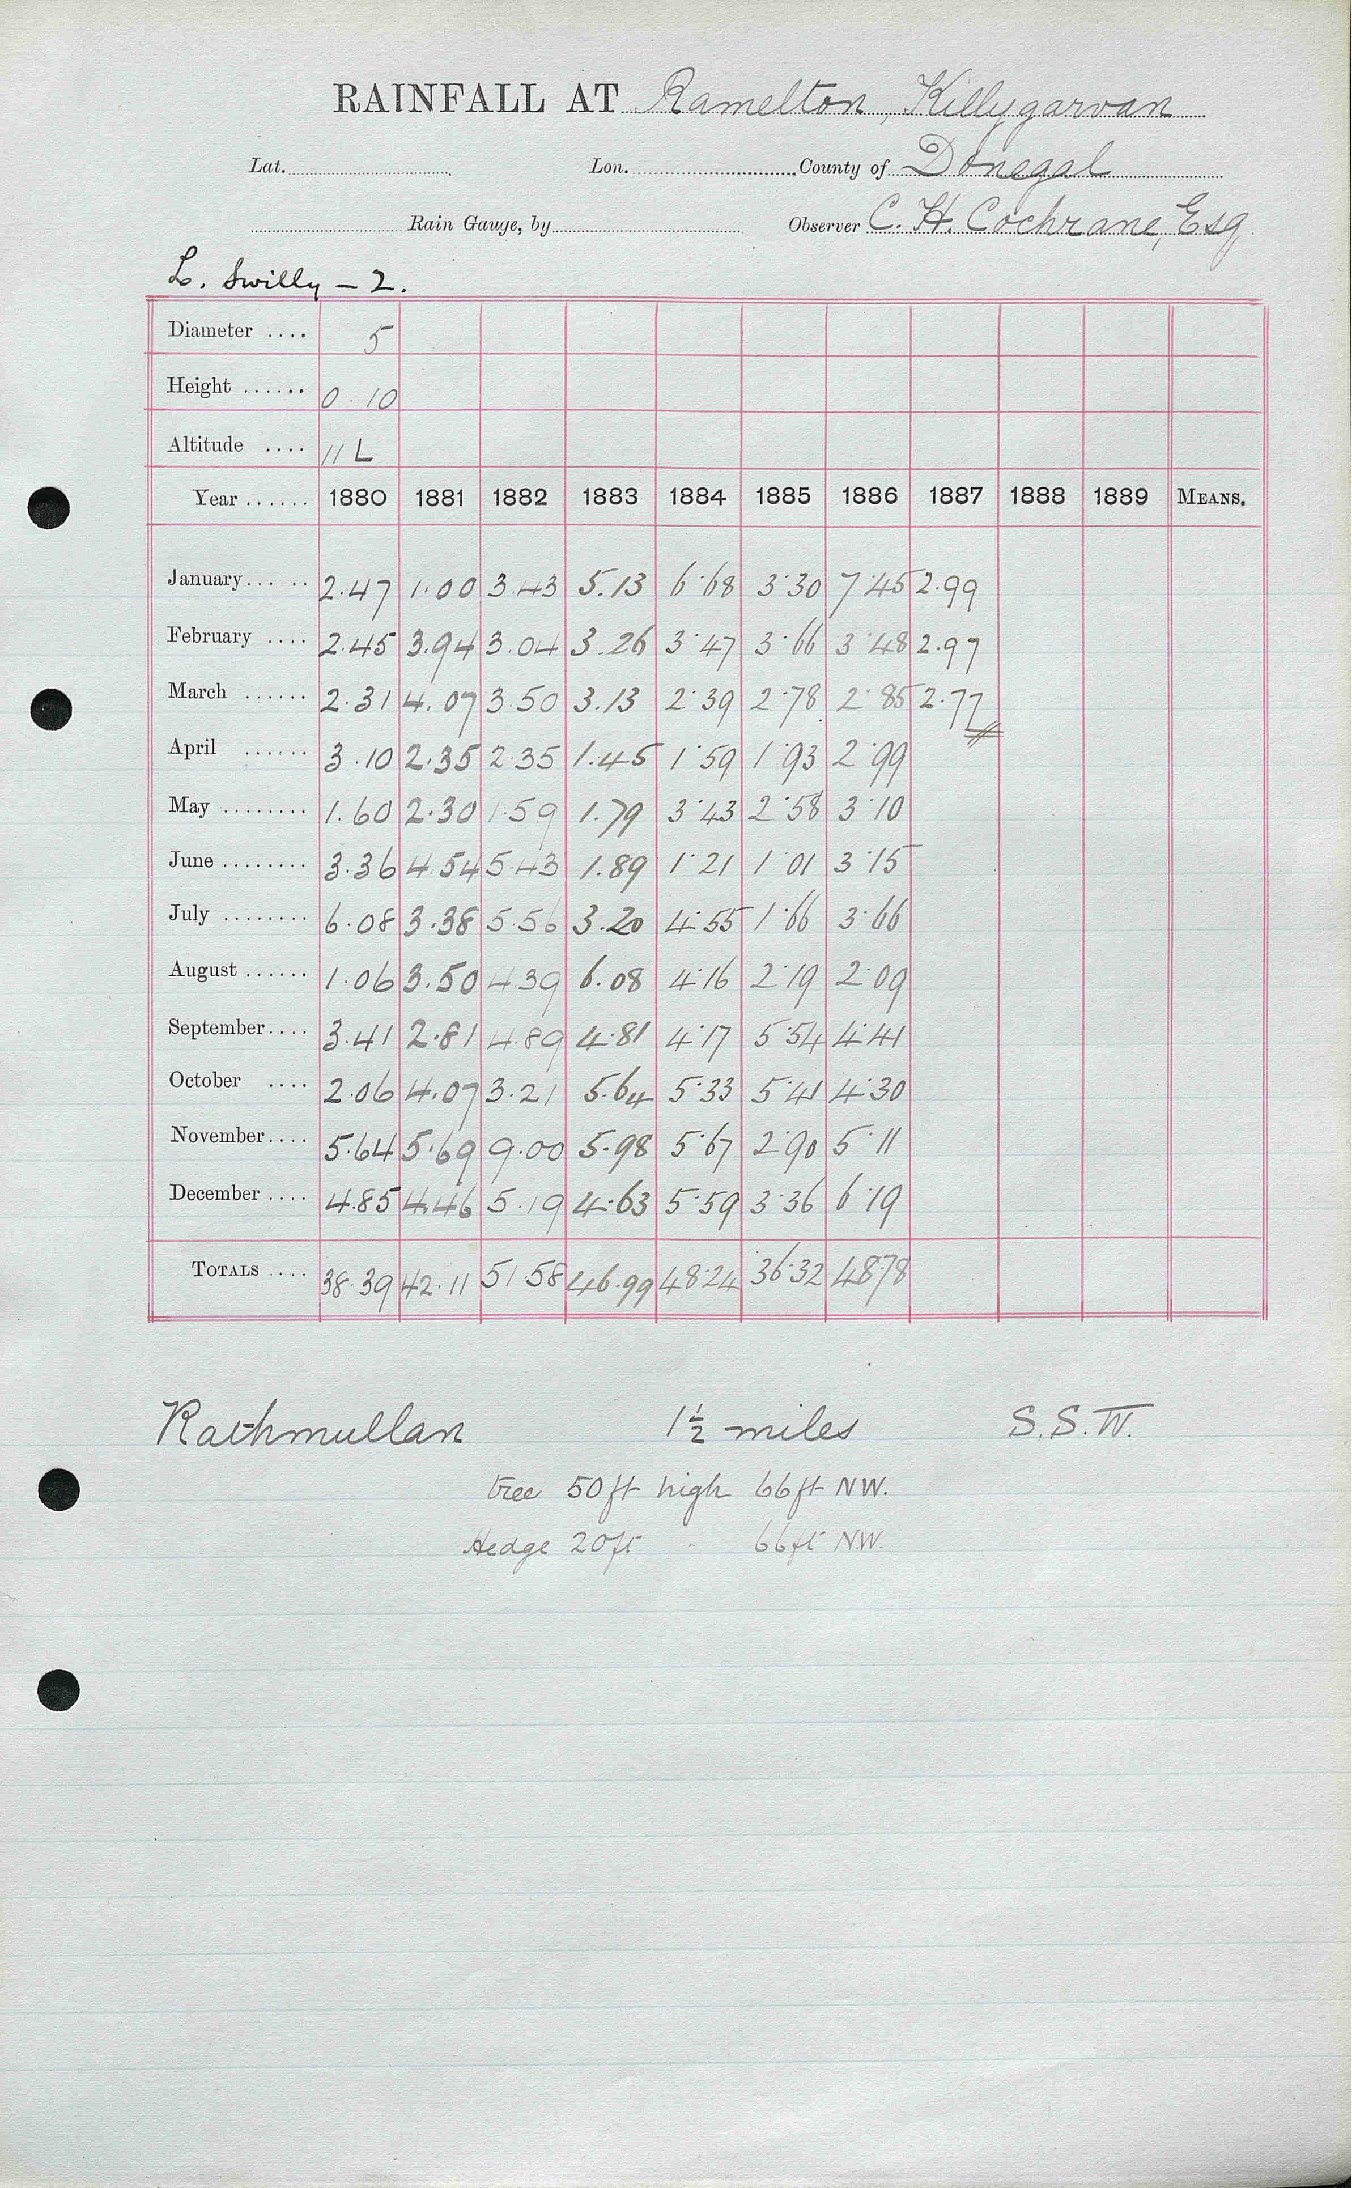 RAINFALL AT Ramelton, Killygarvan
Lat. Lon. County of Donegal
Rain Gauge, by Observer C. H. Cochrane, Esq,
L. Swilly – 2.
Diameter .... 5
Height ...... 0 10
Altitude .... 11 L
Year ...... 1880 1881 1882 1883 1884 1885 1886 1887 1888 1889 MEANS.
January..... 2.47 1.00 3.43 5.13 6.68 3.30 7.45 2.99
February .... 2.45 3.94 3.04 3.26 3.47 3.66 3.48 2.97
March ...... 2.31 4.07 3.50 3.13 2.39 2.78 2.85 2.77
April ...... 3.10 2.35 2.35 1.45 1.59 1.93 2.99
May ........ 1.60 2.30 1.59 1.79 3.43 2.58 3.10
June ........ 3.36 4.54 5.43 1.89 1.21 1.01 3.15
July ........ 6.08 3.38 5.56 3.20 4.55 1.66 3.66
August ...... 1.06 3.50 4.39 6.08 4.16 2.19 2.09
September.... 3.41 2.81 4.89 4.81 4.17 5.54 4.41
October .... 2.06 4.07 3.21 5.64 5.33 5.41 4.30
November.... 5.64 5.69 9.00 5.98 5.67 2.90 5.11
December .... 4.85 4.46 5.19 4.63 5.59 3.36 6.19
TOTALS .... 38.39 42.11 51 58 46.99 48.24 36.32 48.78
Rathmullan 1½ miles S.S.W.
tree 50ft high 66ft NW.
Hedge 20ft " 66ft NW.